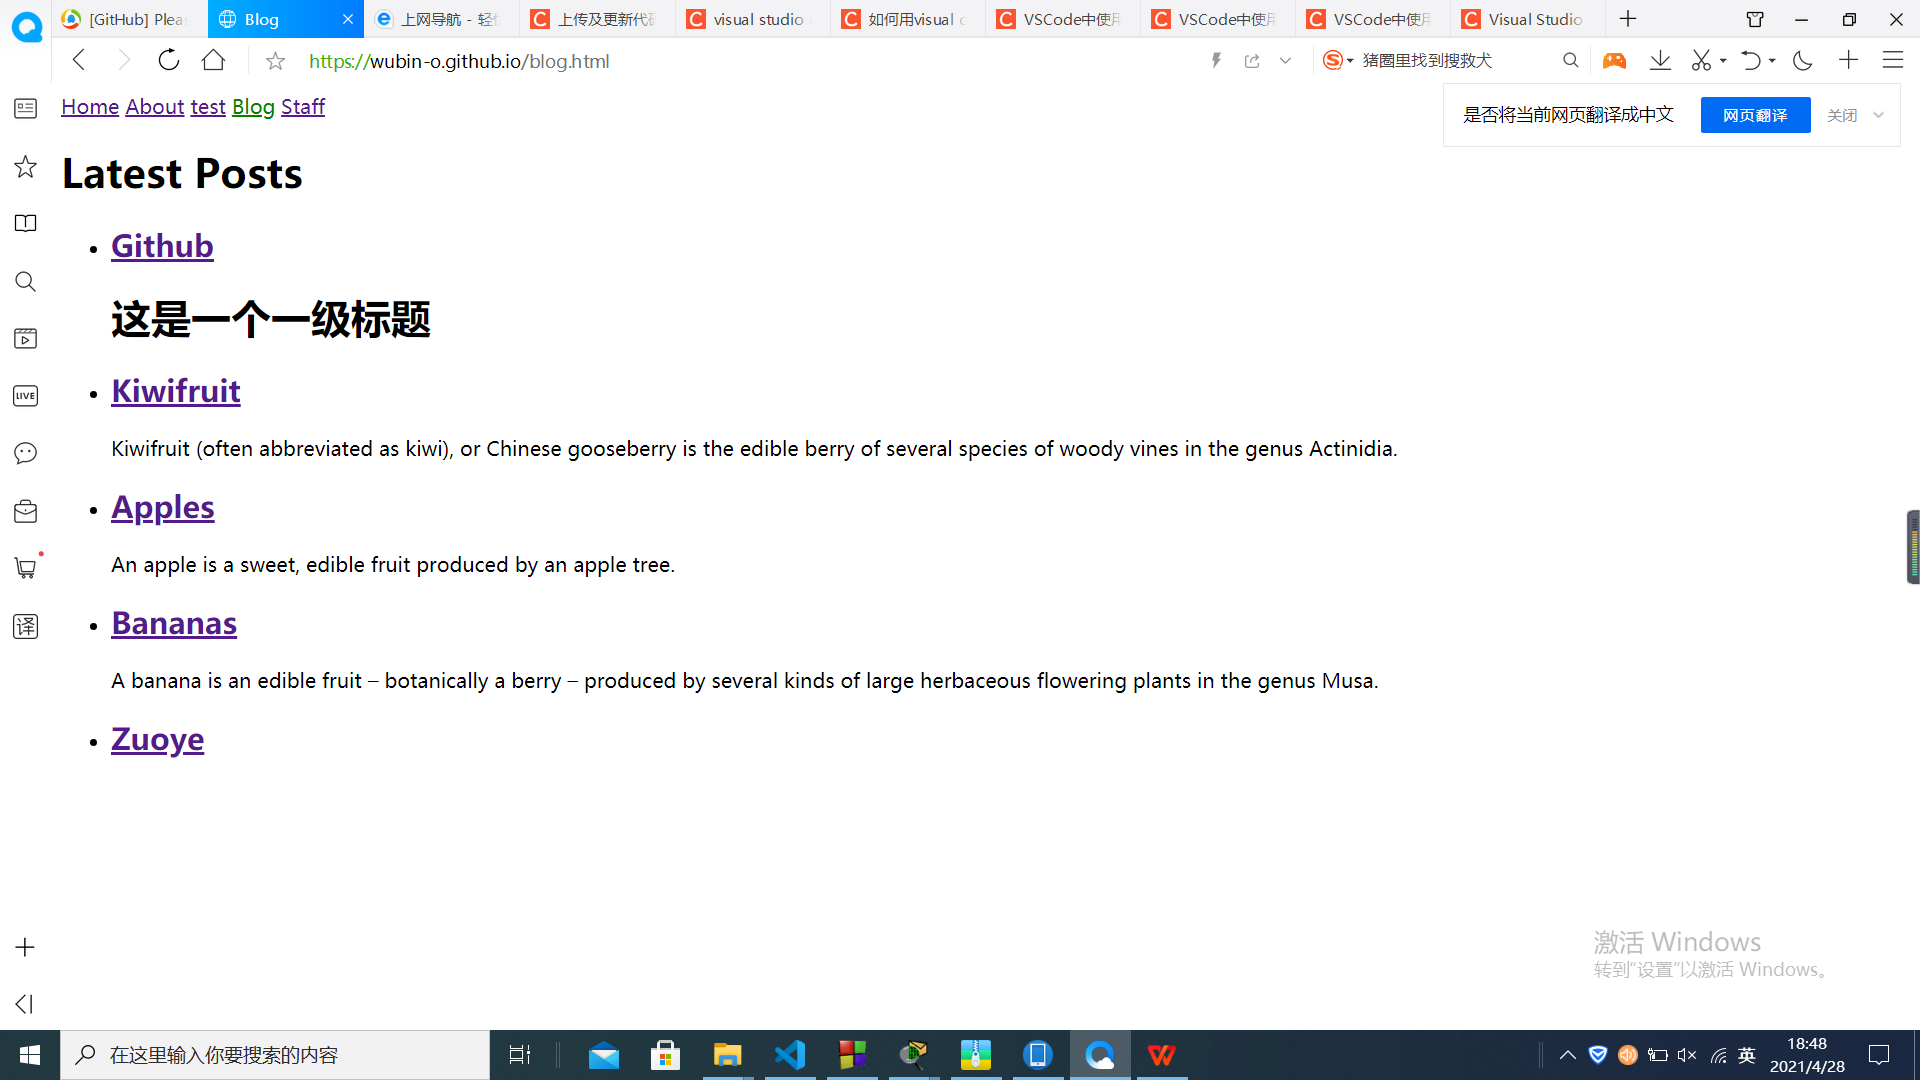 [GitHub] Plea
Blog
上网导航 - 轻快
上传及更新代码
visual studio
如何用visual c
VSCode中使用
VSCode中使用
VSCode中使用
Visual Studio
https://wubin-o.github.io/blog.html
猪圈里找到搜救犬
Home About test Blog Staff
是否将当前网页翻译成中文 网页翻译 关闭
Latest Posts
Github
这是一个一级标题
Kiwifruit
Kiwifruit (often abbreviated as kiwi), or Chinese gooseberry is the edible berry of several species of woody vines in the genus Actinidia.
Apples
An apple is a sweet, edible fruit produced by an apple tree.
Bananas
A banana is an edible fruit – botanically a berry – produced by several kinds of large herbaceous flowering plants in the genus Musa.
Zuoye
LIVE
译
激活 Windows
转到“设置”以激活 Windows。
在这里输入你要搜索的内容
英
18:48
2021/4/28